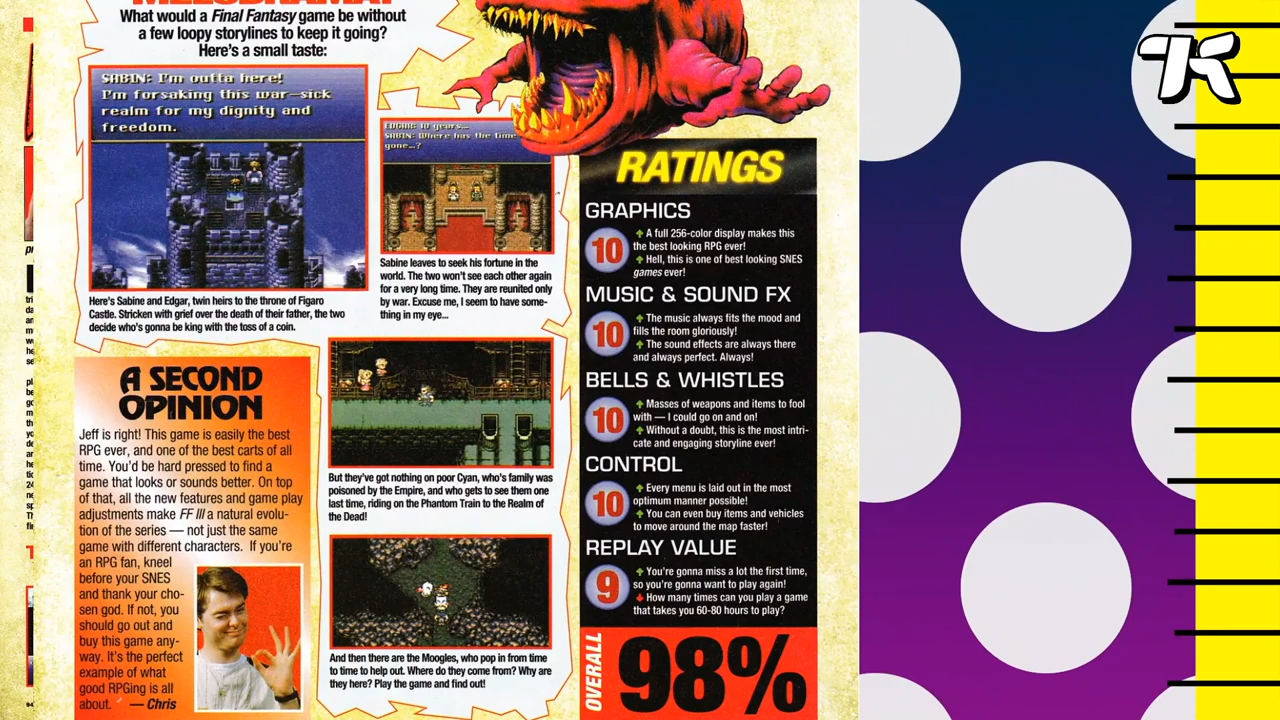 MELODRAMA?
What would a Final Fantasy game be without
a few loopy storylines to keep it going?
Here's a small taste:
SABIN: I'm outta here!
I'm forsaking this war-sick
realm for my dignity and
freedom.
EDGAR: 10 years...
SABIN: Where has the time
gone...?
Here's Sabine and Edgar, twin heirs to the throne of Figaro
Castle. Stricken with grief over the death of their father, the two
decide who's gonna be king with the toss of a coin.
Sabine leaves to seek his fortune in the
world. The two won't see each other again
for a very long time. They are reunited only
by war. Excuse me, I seem to have some-
thing in my eye...
A SECOND
OPINION
Jeff is right! This game is easily the best
RPG ever, and one of the best carts of all
time. You'd be hard pressed to find a
game that looks or sounds better. On top
of that, all the new features and game play
adjustments make FF III a natural evolu-
tion of the series — not just the same
game with different characters. If you're
an RPG fan, kneel
before your SNES
and thank your cho-
sen god. If not, you
should go out and
buy this game any-
way. It's the perfect
example of what
good RPGing is all
about. — Chris
But they've got nothing on poor Cyan, who's family was
poisoned by the Empire, and who gets to see them one
last time, riding on the Phantom Train to the Realm of
the Dead!
And then there are the Moogles, who pop in from time
to time to help out. Where do they come from? Why are
they here? Play the game and find out!
RATINGS
GRAPHICS
10
A full 256-color display makes this
the best looking RPG ever!
Hell, this is one of best looking SNES
games ever!
MUSIC & SOUND FX
10
The music always fits the mood and
fills the room gloriously!
The sound effects are always there
and always perfect. Always!
BELLS & WHISTLES
10
Masses of weapons and items to fool
with — I could go on and on!
Without a doubt, this is the most intri-
cate and engaging storyline ever!
CONTROL
10
Every menu is laid out in the most
optimum manner possible!
You can even buy items and vehicles
to move around the map faster!
REPLAY VALUE
9
You're gonna miss a lot the first time,
so you're gonna want to play again!
How many times can you play a game
that takes you 60-80 hours to play?
OVERALL
98%